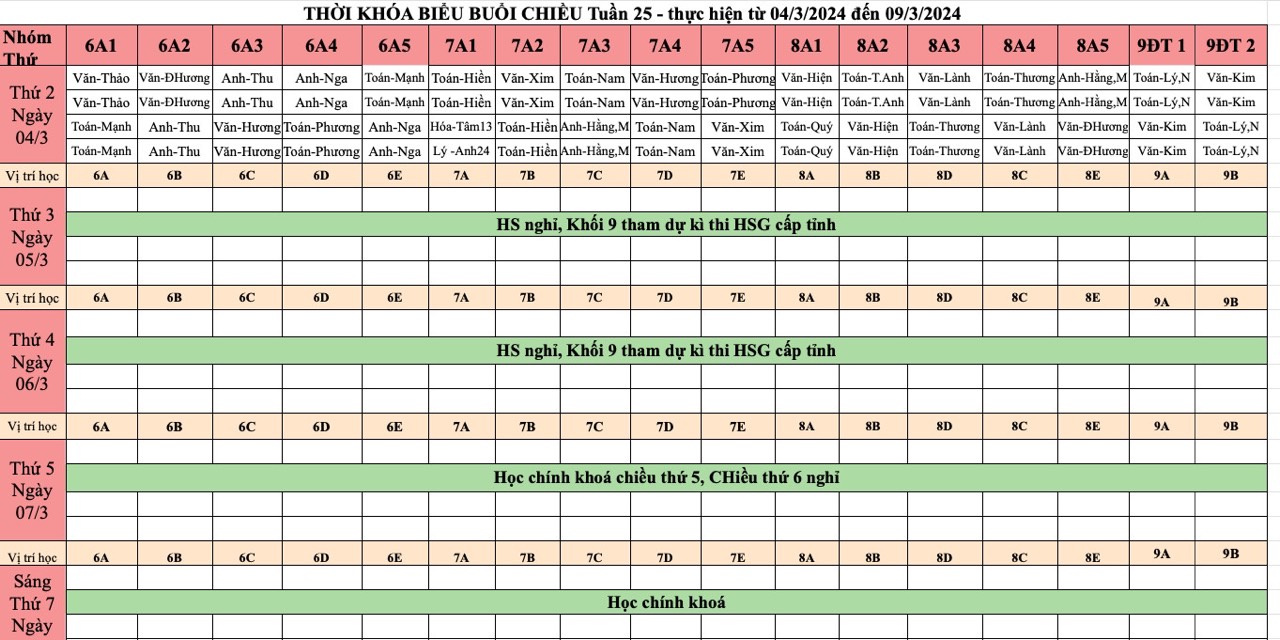 THỜI KHÓA BIỂU BUỔI CHIỀU Tuần 25 - thực hiện từ 04/3/2024 đến 09/3/2024
Nhóm Thứ 6A1 6A2 6A3 6A4 6A5 7A1 7A2 7A3 7A4 7A5 8A1 8A2 8A3 8A4 8A5 9ĐT 1 9ĐT 2
Thứ 2
Ngày
04/3
Văn-Thảo Văn-ĐHương Anh-Thu Anh-Nga Toán-Mạnh Toán-Hiền Văn-Xim Toán-Nam Văn-Hương Toán-Phương Văn-Hiện Toán-T.Anh Văn-Lành Toán-Thương Anh-Hằng,M Toán-Lý,N Văn-Kim
Văn-Thảo Văn-ĐHương Anh-Thu Anh-Nga Toán-Mạnh Toán-Hiền Văn-Xim Toán-Nam Văn-Hương Toán-Phương Văn-Hiện Toán-T.Anh Văn-Lành Toán-Thương Anh-Hằng,M Toán-Lý,N Văn-Kim
Toán-Mạnh Anh-Thu Văn-Hương Toán-Phương Anh-Nga Hóa-Tâm13 Toán-Hiền Anh-Hằng,M Toán-Nam Văn-Xim Toán-Quý Văn-Hiện Toán-Thương Văn-Lành Văn-ĐHương Văn-Kim Toán-Lý,N
Toán-Mạnh Anh-Thu Văn-Hương Toán-Phương Anh-Nga Lý -Anh24 Toán-Hiền Anh-Hằng,M Toán-Nam Văn-Xim Toán-Quý Văn-Hiện Toán-Thương Văn-Lành Văn-ĐHương Văn-Kim Toán-Lý,N
Vị trí học 6A 6B 6C 6D 6E 7A 7B 7C 7D 7E 8A 8B 8D 8C 8E 9A 9B
Thứ 3
Ngày
05/3
HS nghỉ, Khối 9 tham dự kì thi HSG cấp tỉnh
Vị trí học 6A 6B 6C 6D 6E 7A 7B 7C 7D 7E 8A 8B 8D 8C 8E 9A 9B
Thứ 4
Ngày
06/3
HS nghỉ, Khối 9 tham dự kì thi HSG cấp tỉnh
Vị trí học 6A 6B 6C 6D 6E 7A 7B 7C 7D 7E 8A 8B 8D 8C 8E 9A 9B
Thứ 5
Ngày
07/3
Học chính khoá chiều thứ 5, CHiều thứ 6 nghỉ
Vị trí học 6A 6B 6C 6D 6E 7A 7B 7C 7D 7E 8A 8B 8D 8C 8E 9A 9B
Sáng
Thứ 7
Ngày
Học chính khoá